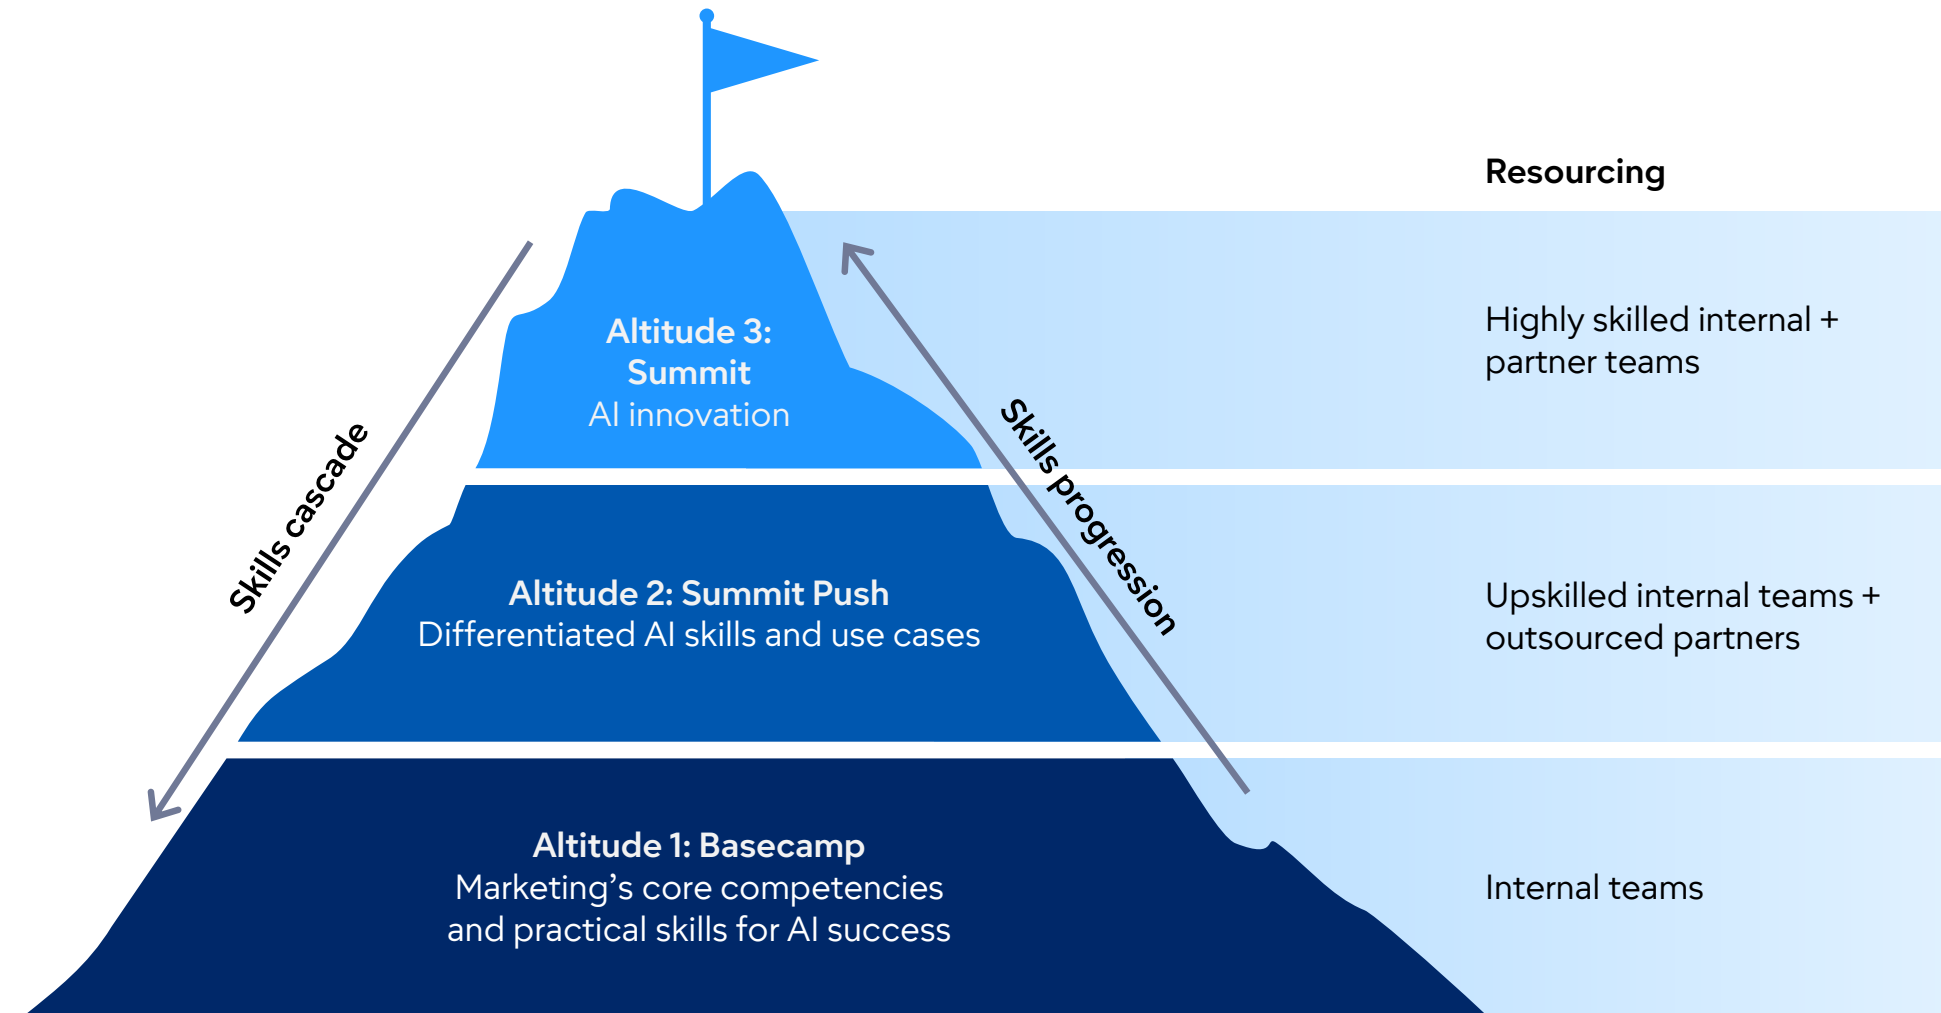 Resourcing
Altitude 3:
Summit
AI innovation
Highly skilled internal +
partner teams
Skills cascade
Skills progression
Altitude 2: Summit Push
Differentiated AI skills and use cases
Upskilled internal teams +
outsourced partners
Altitude 1: Basecamp
Marketing’s core competencies
and practical skills for AI success
Internal teams